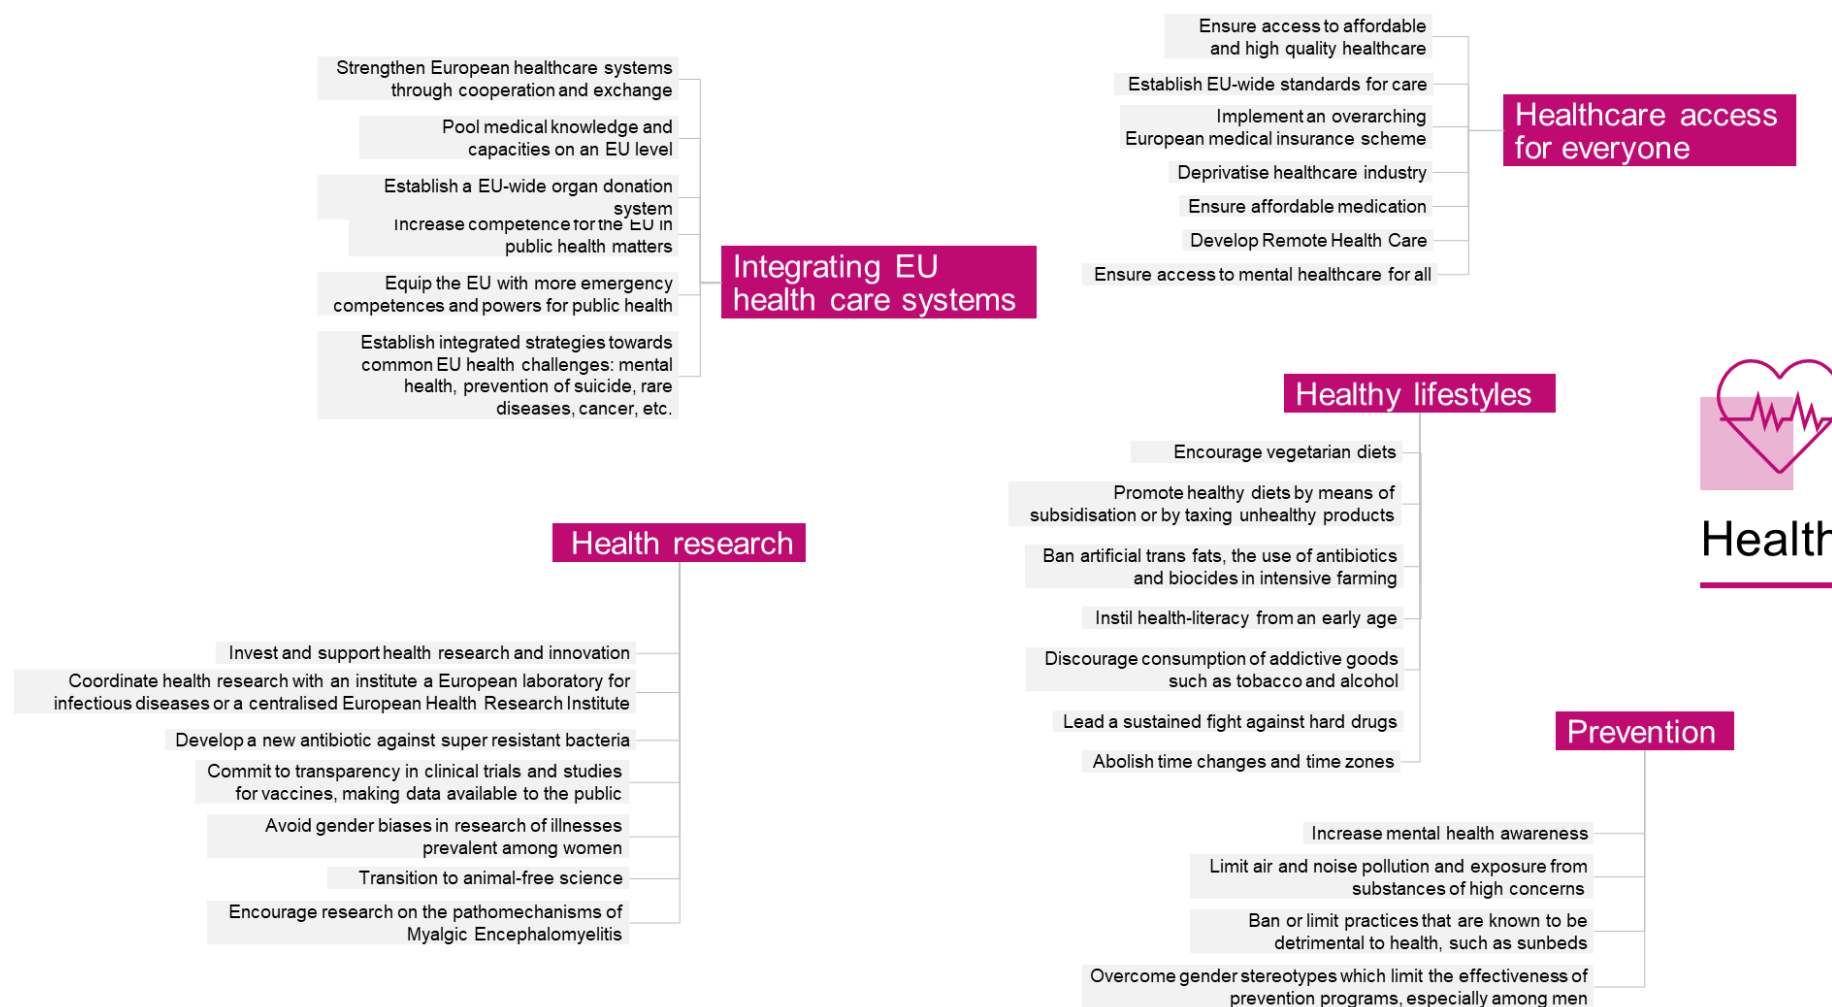 Strengthen European healthcare systems
through cooperation and exchange
Pool medical knowledge and
capacities on an EU level
Establish a EU-wide organ donation
system
Increase competence for the EU in
public health matters
Equip the EU with more emergency
competences and powers for public health
Establish integrated strategies towards
common EU health challenges: mental
health, prevention of suicide, rare
diseases, cancer, etc.
Integrating EU
health care systems
Ensure access to affordable
and high quality healthcare
Establish EU-wide standards for care
Implement an overarching
European medical insurance scheme
Deprivatise healthcare industry
Ensure affordable medication
Develop Remote Health Care
Ensure access to mental healthcare for all
Healthcare access
for everyone
Healthy lifestyles
Encourage vegetarian diets
Promote healthy diets by means of
subsidisation or by taxing unhealthy products
Ban artificial trans fats, the use of antibiotics
and biocides in intensive farming
Instil health-literacy from an early age
Discourage consumption of addictive goods
such as tobacco and alcohol
Lead a sustained fight against hard drugs
Abolish time changes and time zones
Health
Health research
Invest and support health research and innovation
Coordinate health research with an institute a European laboratory for
infectious diseases or a centralised European Health Research Institute
Develop a new antibiotic against super resistant bacteria
Commit to transparency in clinical trials and studies
for vaccines, making data available to the public
Avoid gender biases in research of illnesses
prevalent among women
Transition to animal-free science
Encourage research on the pathomechanisms of
Myalgic Encephalomyelitis
Prevention
Increase mental health awareness
Limit air and noise pollution and exposure from
substances of high concerns
Ban or limit practices that are known to be
detrimental to health, such as sunbeds
Overcome gender stereotypes which limit the effectiveness of
prevention programs, especially among men